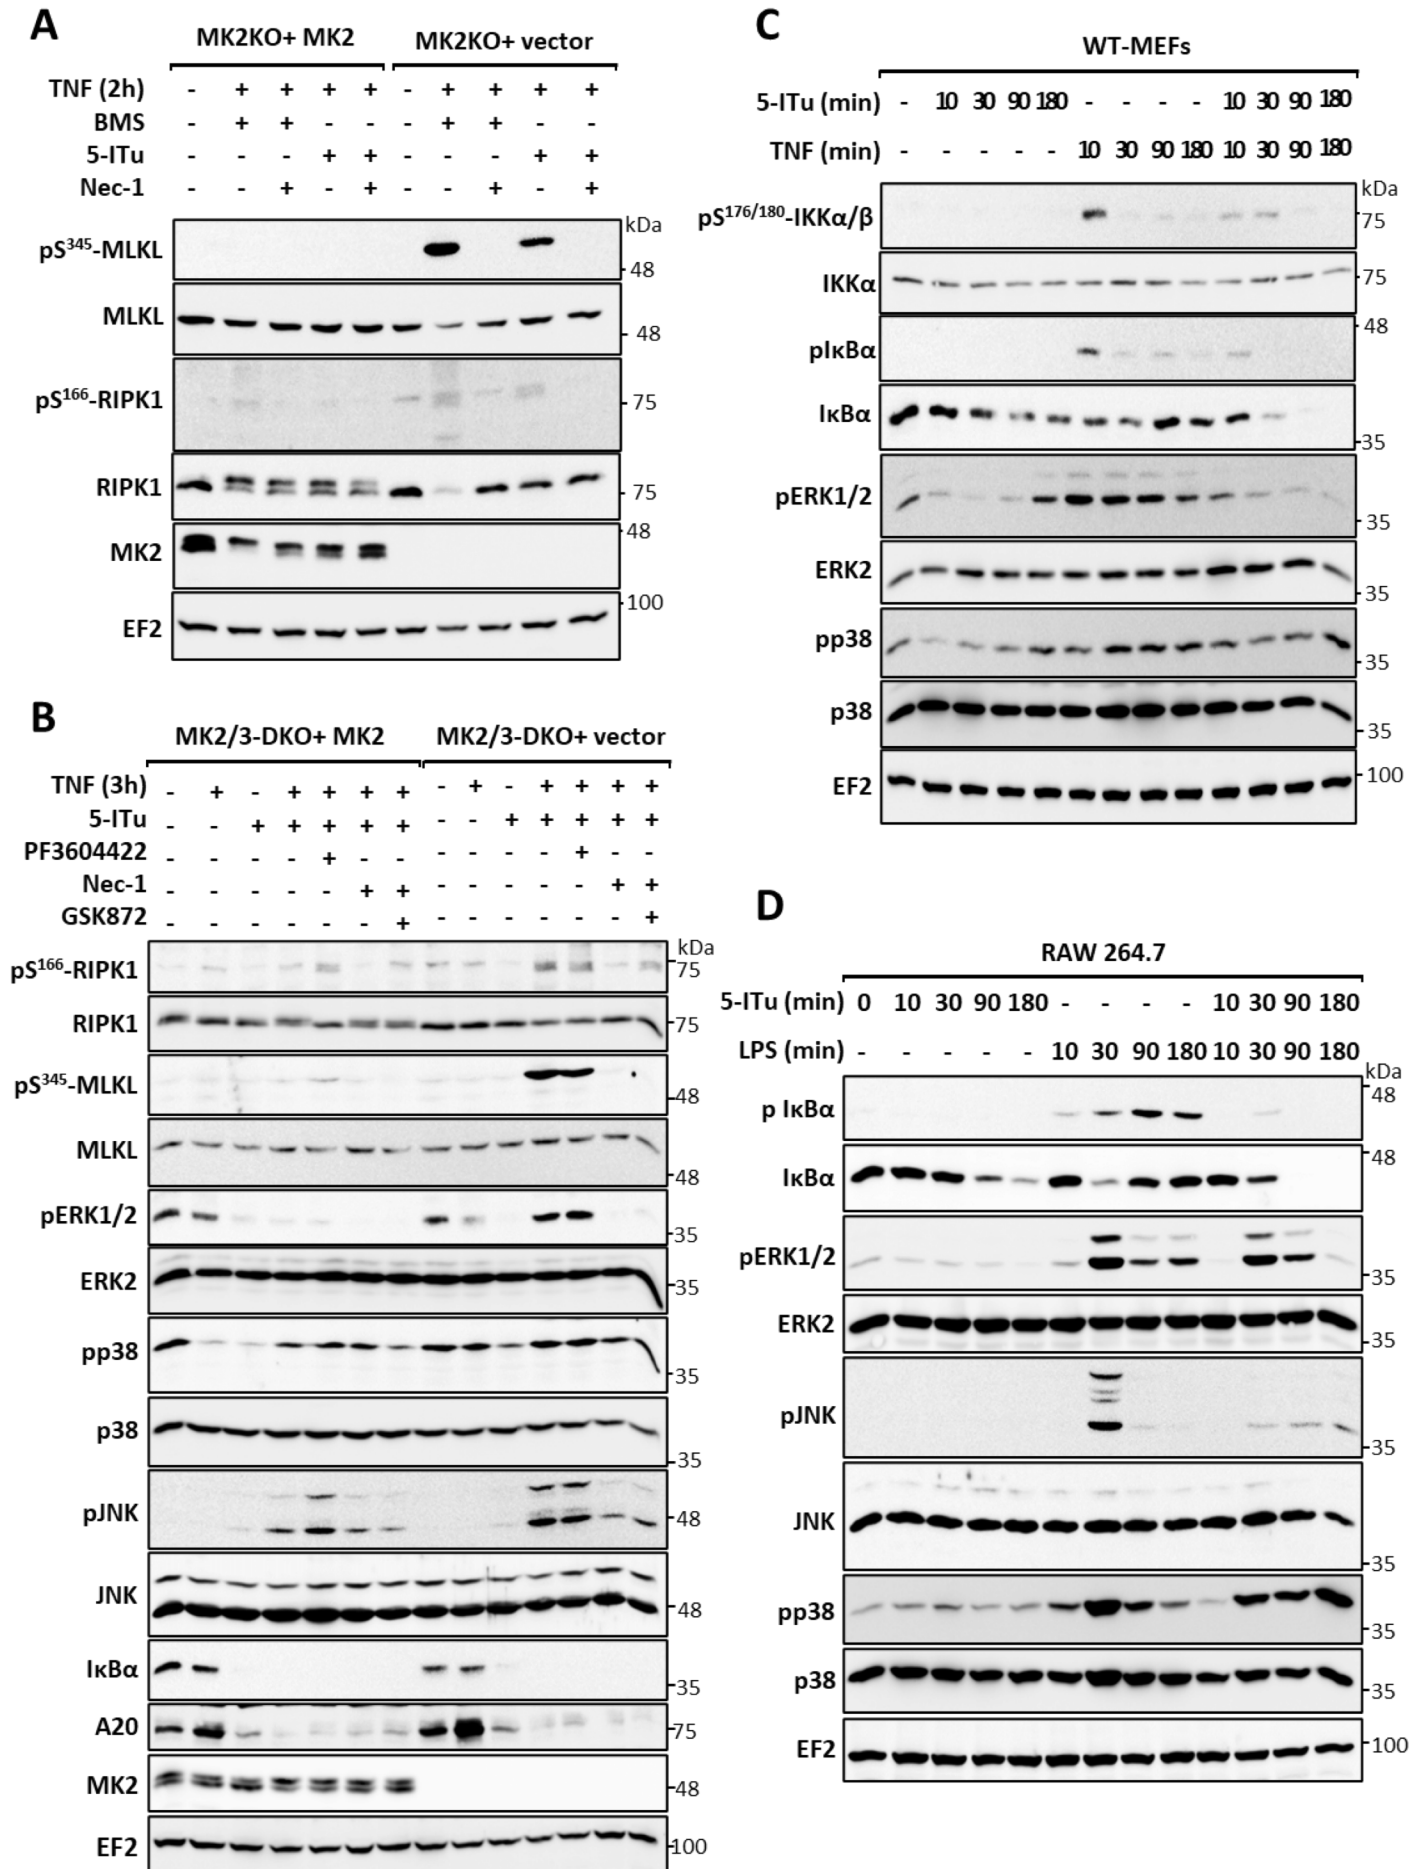 A
MK2KO+ MK2
MK2KO+ vector
TNF (2h) - + + + + - + + + +
BMS - + + - - - + + - -
5-ITu - - - + + - - - + +
Nec-1 - - + - + - - + - +
kDa
pS345-MLKL
48
MLKL
48
pS166-RIPK1
75
RIPK1
75
48
MK2
100
EF2
B
MK2/3-DKO+ MK2
MK2/3-DKO+ vector
TNF (3h) - + - + + + + - + - + + + +
5-ITu - - + + + + + - - + + + + +
PF3604422 - - - - + - - - - - - + - -
Nec-1 - - - - - + + - - - - - + +
GSK872 - - - - - - + - - - - - - +
kDa
pS166-RIPK1
75
RIPK1
75
pS345-MLKL
48
MLKL
48
pERK1/2
35
ERK2
35
pp38
35
p38
35
pJNK
48
JNK
48
IκBα
35
A20
75
MK2
48
EF2
100
C
WT-MEFs
5-ITu (min) - 10 30 90 180 - - - - 10 30 90 180
TNF (min) - - - - - 10 30 90 180 10 30 90 180
kDa
pS176/180-IKKα/β
75
IKKα
75
48
pIκBα
IκBα
35
pERK1/2
35
ERK2
35
pp38
35
p38
35
EF2
100
D
RAW 264.7
5-ITu (min) 0 10 30 90 180 - - - - 10 30 90 180
LPS (min) - - - - - 10 30 90 180 10 30 90 180
kDa
48
p IκBα
48
IκBα
pERK1/2
35
ERK2
35
pJNK
35
JNK
35
pp38
35
p38
35
EF2
100